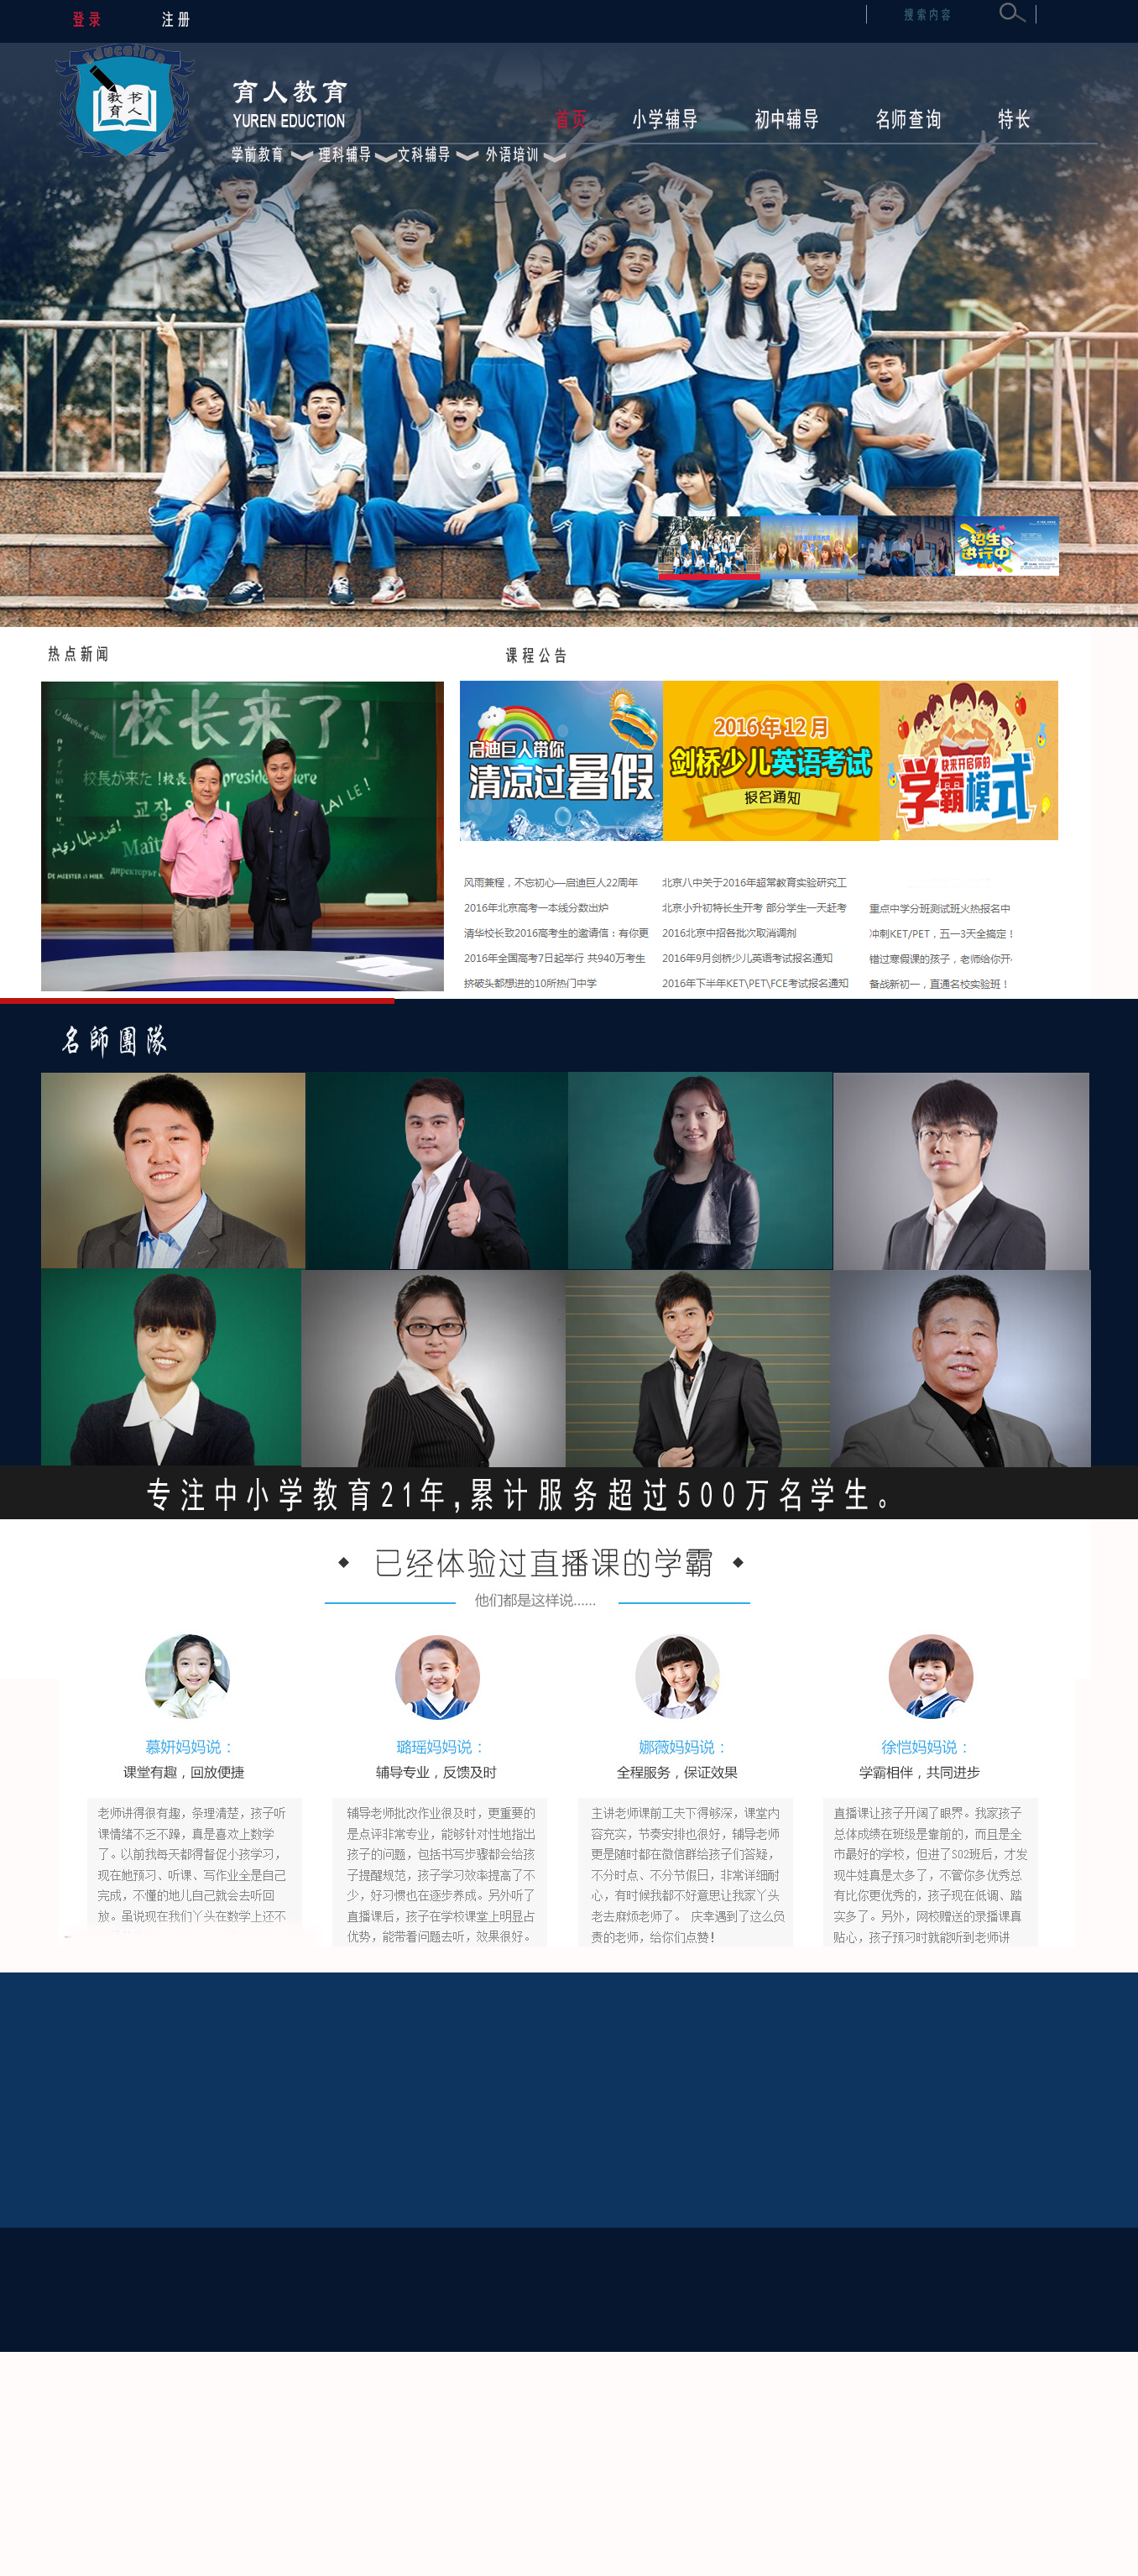 登录
注册
搜索内容
Education
教书
育人
育人教育
YUREN EDUCTION
首页
小学辅导
初中辅导
名师查询
特长
学前教育
理科辅导
文科辅导
外语培训
招生
进行中
热点新闻
课程公告
校长来了!
교장
Maît
DE MEESTER IS HIER.
启迪巨人带你
清凉过暑假
2016年12月
剑桥少儿英语考试
报名通知
快来开启你的
学霸模式
风雨兼程，不忘初心—启迪巨人22周年
2016年北京高考一本线分数出炉
清华校长致2016高考生的邀请信：有你更
2016年全国高考7日起举行 共940万考生
挤破头都想进的10所热门中学
北京八中关于2016年超常教育实验研究工
北京小升初特长生开考 部分学生一天赶考
2016北京中招各批次取消调剂
2016年9月剑桥少儿英语考试报名通知
2016年下半年KET\PET\FCE考试报名通知
重点中学分班测试班火热报名中
冲刺KET/PET，五一3天全搞定！
错过寒假课的孩子，老师给你开
备战新初一，直通名校实验班！
名師團隊
专注中小学教育21年,累计服务超过500万名学生。
已经体验过直播课的学霸
他们都是这样说......
慕妍妈妈说：
课堂有趣，回放便捷
老师讲得很有趣，条理清楚，孩子听
课情绪不乏不躁，真是喜欢上数学
了。以前我每天都得督促小孩学习，
现在她预习、听课、写作业全是自己
完成，不懂的地儿自己就会去听回
放。虽说现在我们丫头在数学上还不
璐瑶妈妈说：
辅导专业，反馈及时
辅导老师批改作业很及时，更重要的
是点评非常专业，能够针对性地指出
孩子的问题，包括书写步骤都会给孩
子提醒规范，孩子学习效率提高了不
少，好习惯也在逐步养成。另外听了
直播课后，孩子在学校课堂上明显占
优势，能带着问题去听，效果很好。
娜薇妈妈说：
全程服务，保证效果
主讲老师课前工夫下得够深，课堂内
容充实，节奏安排也很好，辅导老师
更是随时都在微信群给孩子们答疑，
不分时点、不分节假日，非常详细耐
心，有时候我都不好意思让我家丫头
老去麻烦老师了。 庆幸遇到了这么负
责的老师，给你们点赞!
徐恺妈妈说：
学霸相伴，共同进步
直播课让孩子开阔了眼界。我家孩子
总体成绩在班级是靠前的，而且是全
市最好的学校，但进了S02班后，才发
现牛娃真是太多了，不管你多优秀总
有比你更优秀的，孩子现在低调、踏
实多了。另外，网校赠送的录播课真
贴心，孩子预习时就能听到老师讲